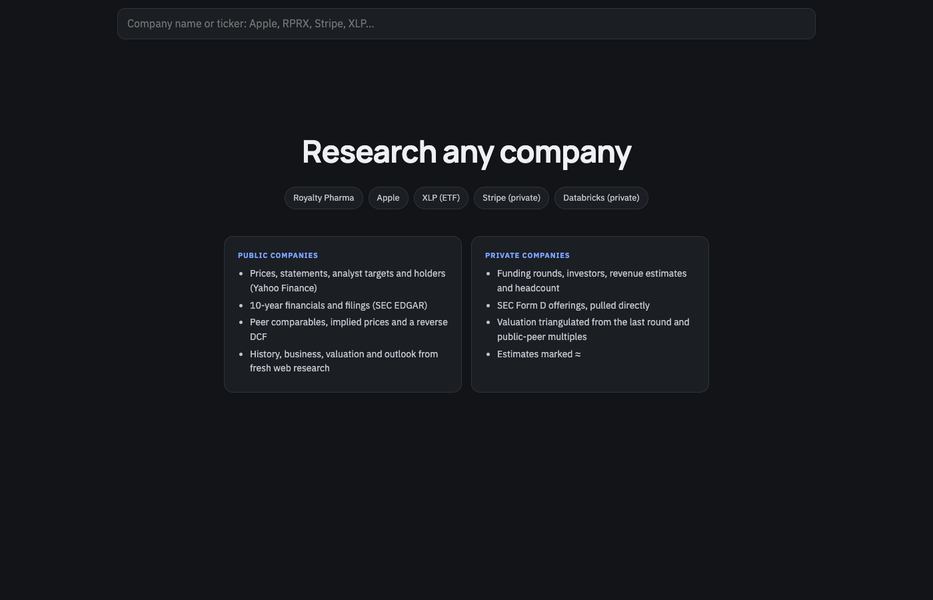 Company name or ticker: Apple, RPRX, Stripe, XLP...
Research any company
Royalty Pharma
Apple
XLP (ETF)
Stripe (private)
Databricks (private)
PUBLIC COMPANIES
Prices, statements, analyst targets and holders
(Yahoo Finance)
10-year financials and filings (SEC EDGAR)
Peer comparables, implied prices and a reverse
DCF
History, business, valuation and outlook from
fresh web research
PRIVATE COMPANIES
Funding rounds, investors, revenue estimates
and headcount
SEC Form D offerings, pulled directly
Valuation triangulated from the last round and
public-peer multiples
Estimates marked ≈